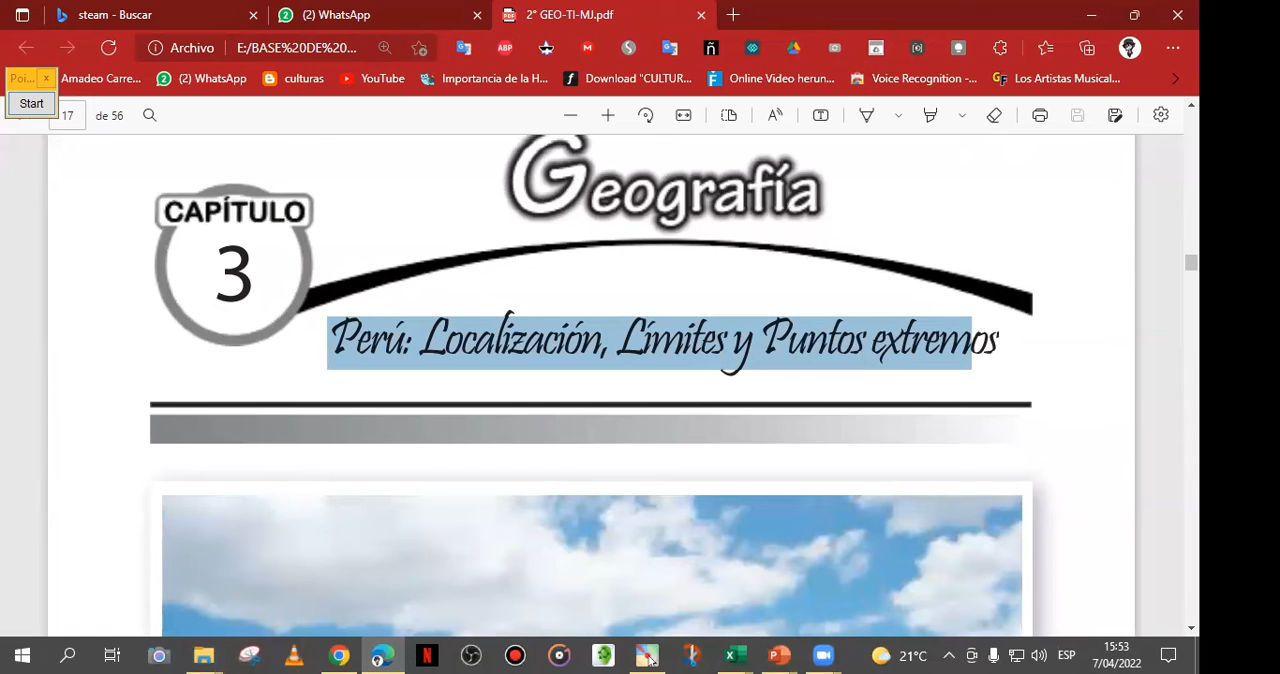 steam - Buscar
(2) WhatsApp
2° GEO-TI-MJ.pdf
Archivo
E:/BASE%20DE%20...
ABP
Poi...
Amadeo Carre...
(2) WhatsApp
culturas
YouTube
Importancia de la H...
Download "CULTUR...
Online Video herun...
Voice Recognition -...
Los Artistas Musical...
Start
17
de 56
Geografía
CAPÍTULO
3
Perú: Localización, Límites y Puntos extremos
21°C
ESP
15:53
7/04/2022